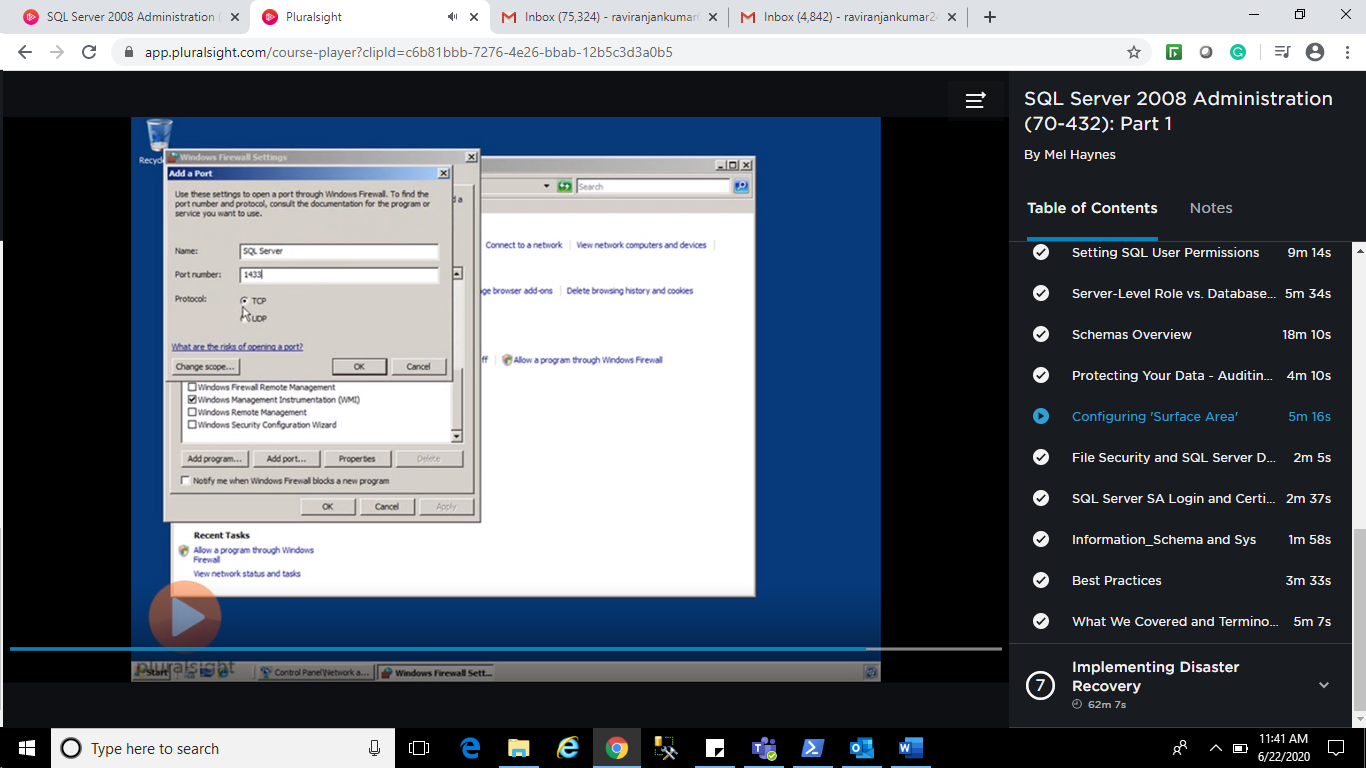 SQL Server 2008 Administration (
Pluralsight
Inbox (75,324) - raviranjankumar
Inbox (4,842) - raviranjankumar2
app.pluralsight.com/course-player?clipId=c6b81bbb-7276-4e26-bbab-12b5c3d3a0b5
SQL Server 2008 Administration
(70-432): Part 1
By Mel Haynes
Table of Contents
Notes
Setting SQL User Permissions 9m 14s
Server-Level Role vs. Database... 5m 34s
Schemas Overview 18m 10s
Protecting Your Data - Auditin... 4m 10s
Configuring 'Surface Area' 5m 16s
File Security and SQL Server D... 2m 5s
SQL Server SA Login and Certi... 2m 37s
Information_Schema and Sys 1m 58s
Best Practices 3m 33s
What We Covered and Termino... 5m 7s
7
Implementing Disaster
Recovery
62m 7s
Windows Firewall Settings
Add a Port
Use these settings to open a port through Windows Firewall. To find the
port number and protocol, consult the documentation for the program or
service you want to use.
Name: SQL Server
Port number: 1433
Protocol: TCP
UDP
What are the risks of opening a port?
Change scope... OK Cancel
Windows Firewall Remote Management
Windows Management Instrumentation (WMI)
Windows Remote Management
Windows Security Configuration Wizard
Add program... Add port... Properties Delete
Notify me when Windows Firewall blocks a new program
OK Cancel Apply
Search
Connect to a network
View network computers and devices
ge browser add-ons
Delete browsing history and cookies
ff
Allow a program through Windows Firewall
Recent Tasks
Allow a program through Windows
Firewall
View network status and tasks
pluralsight
Start
Control Panel\Network a...
Windows Firewall Sett...
Type here to search
11:41 AM
6/22/2020